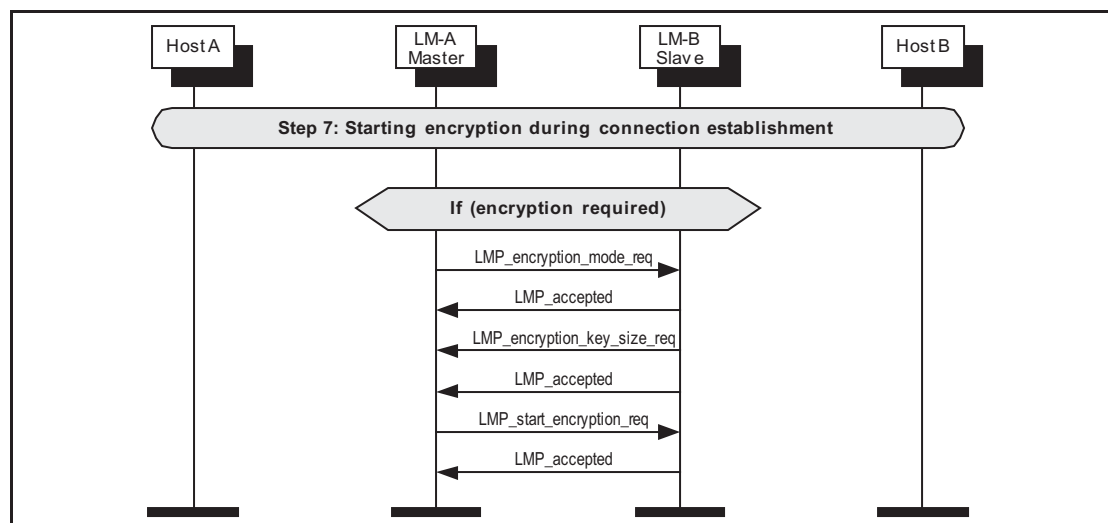 Host A
LM-A
Master
LM-B
Slave
Host B
Step 7: Starting encryption during connection establishment
If (encryption required)
LMP_encryption_mode_req
LMP_accepted
LMP_encryption_key_size_req
LMP_accepted
LMP_start_encryption_req
LMP_accepted